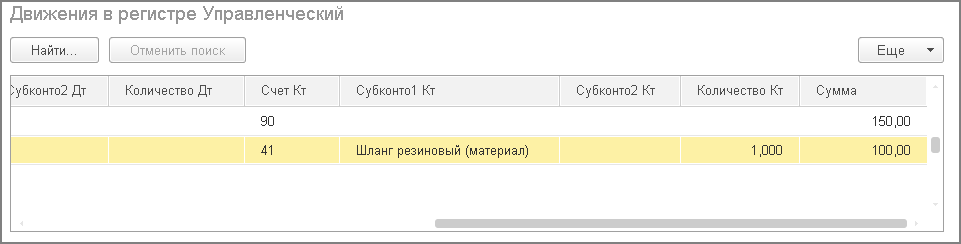 Движения в регистре Управленческий
Найти... Отменить поиск Еще
Субконто2 Дт Количество Дт Счет Кт Субконто1 Кт Субконто2 Кт Количество Кт Сумма
90 150,00
41 Шланг резиновый (материал) 1,000 100,00